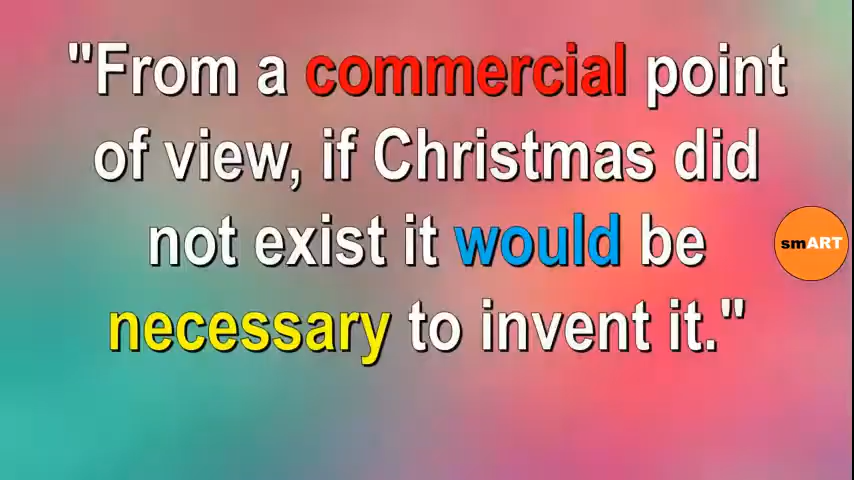 "From a commercial point
of view, if Christmas did
not exist it would be
necessary to invent it."
smART